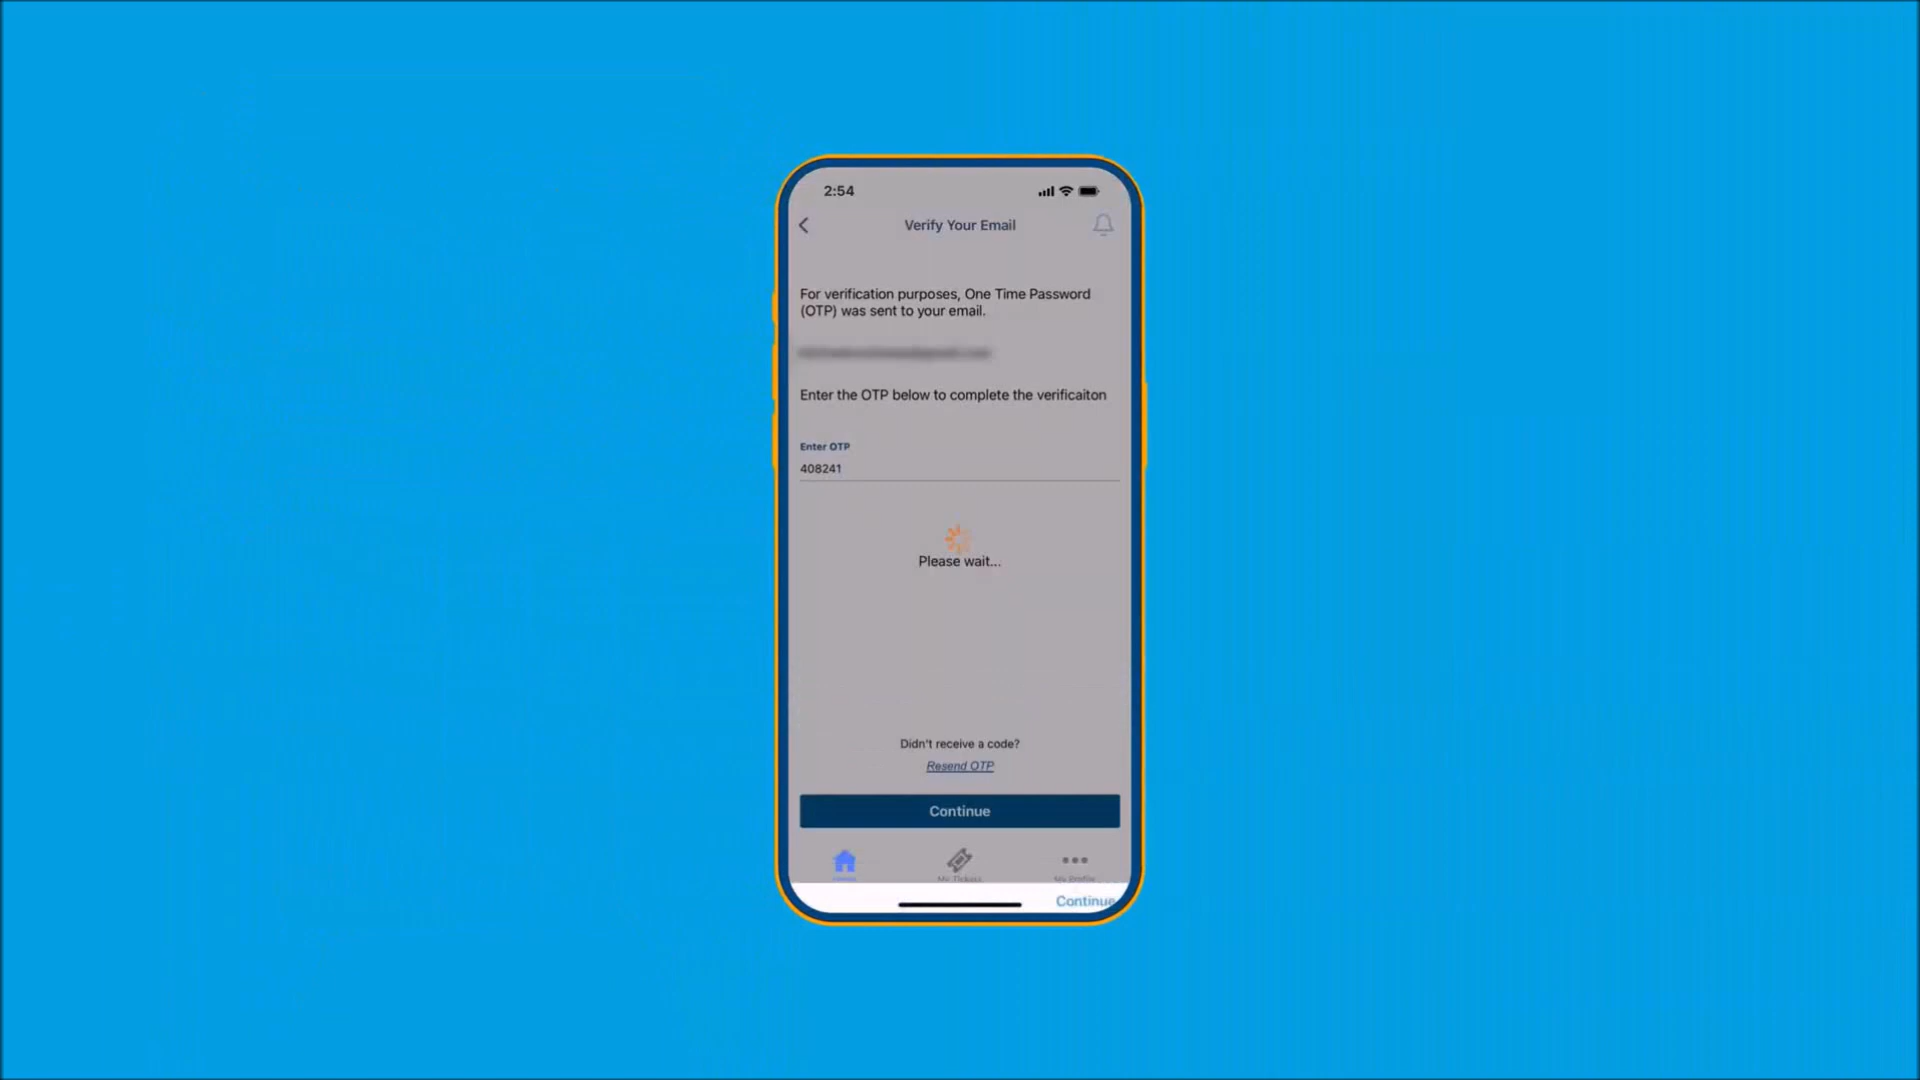 2:54
Verify Your Email
For verification purposes, One Time Password
(OTP) was sent to your email.
Enter the OTP below to complete the verificaiton
Enter OTP
408241
Please wait...
Didn't receive a code?
Resend OTP
Continue
My Tickets
My Profile
Continue